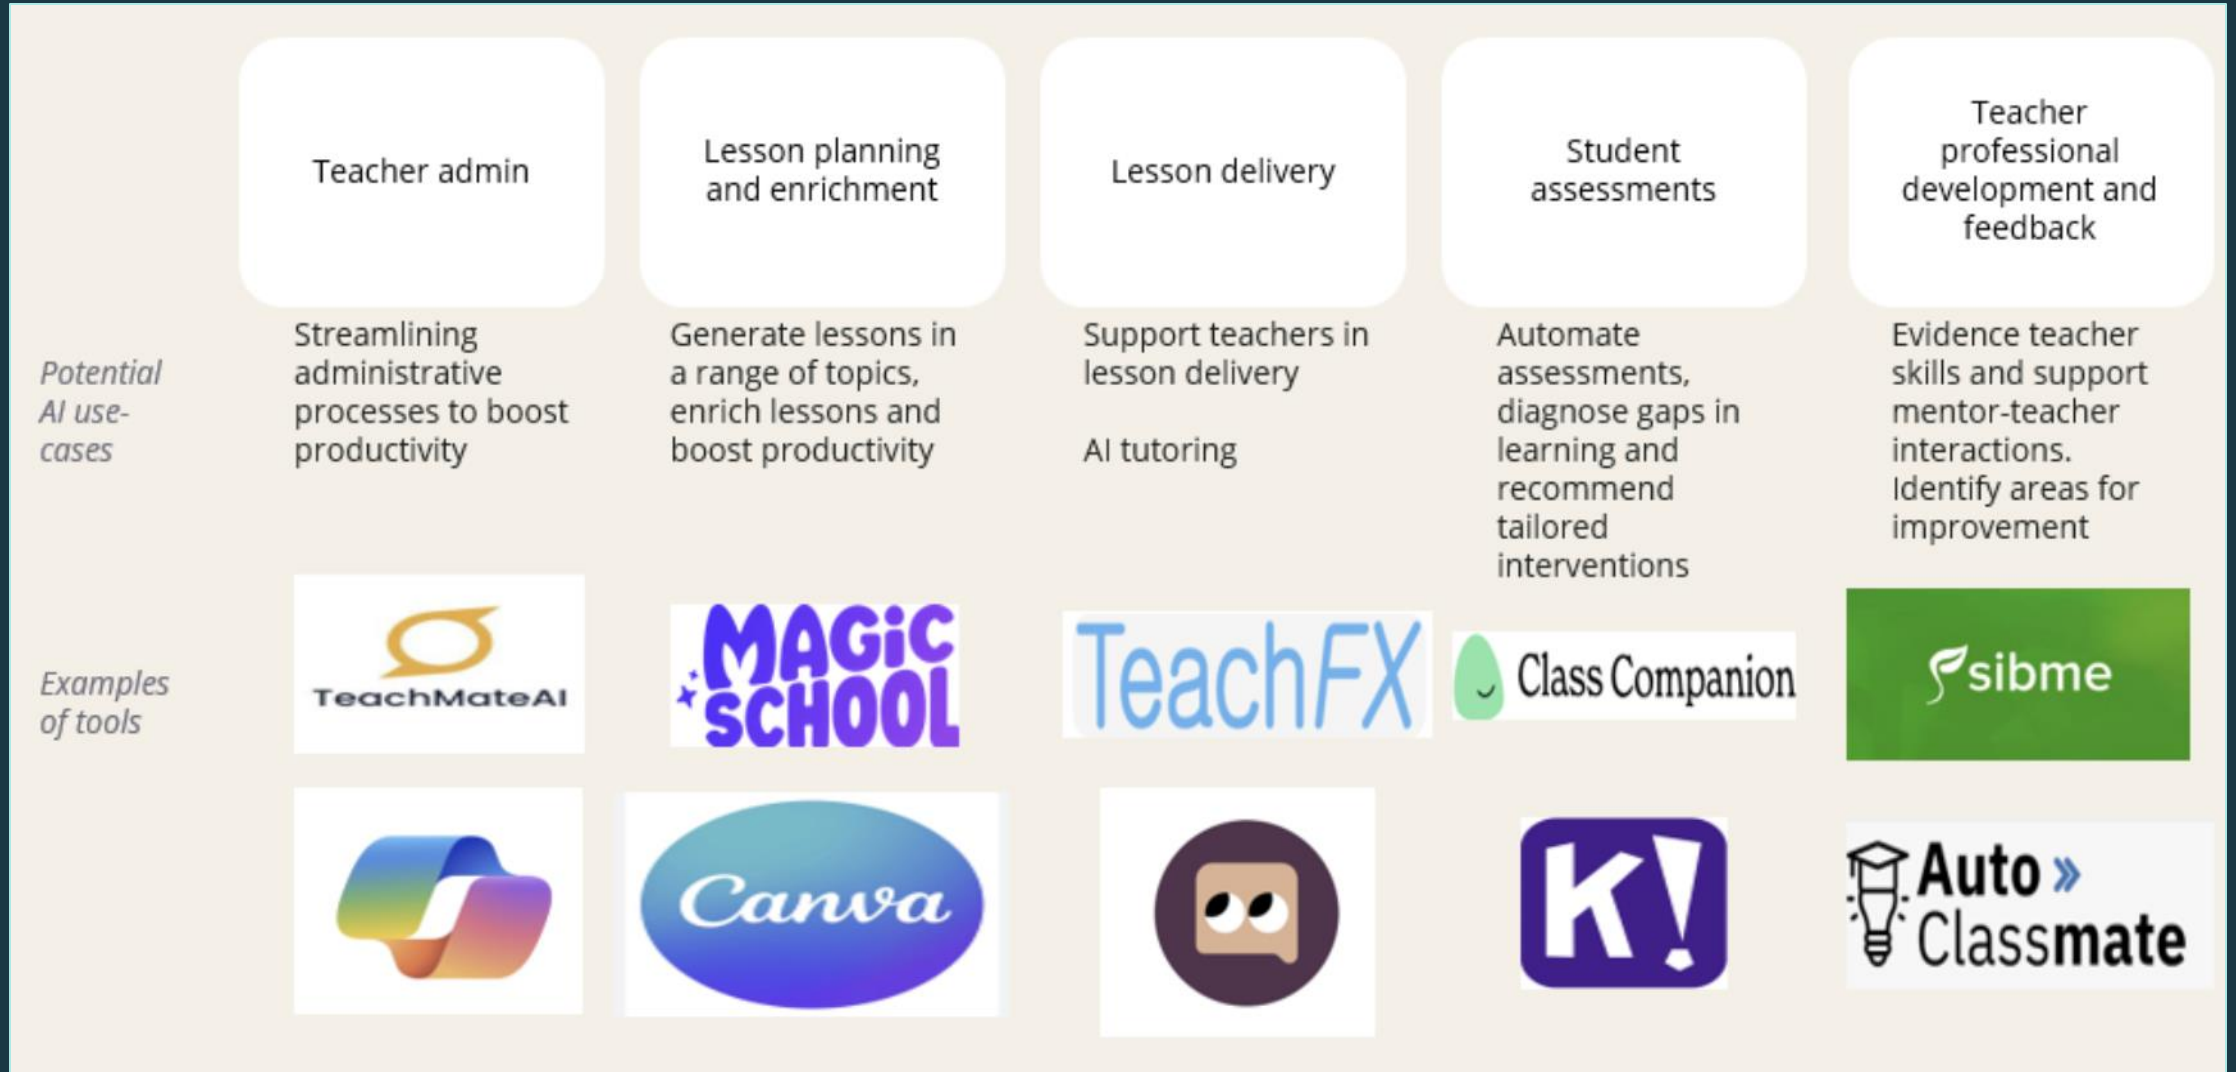 Teacher admin
Lesson planning
and enrichment
Lesson delivery
Student
assessments
Teacher
professional
development and
feedback
Potential
AI use-
cases
Streamlining
administrative
processes to boost
productivity
Generate lessons in
a range of topics,
enrich lessons and
boost productivity
Support teachers in
lesson delivery
AI tutoring
Automate
assessments,
diagnose gaps in
learning and
recommend
tailored
interventions
Evidence teacher
skills and support
mentor-teacher
interactions.
Identify areas for
improvement
Examples
of tools
TeachMateAI
MAGiC
SCHOOL
TeachFX
Class Companion
sibme
Canva
K!
Auto »
Classmate